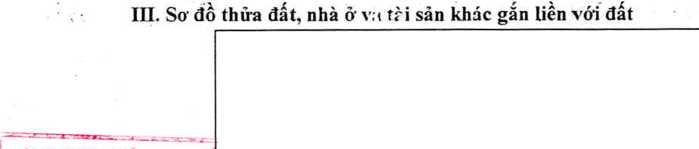 III. Sơ đồ thửa đất, nhà ở và tài sản khác gắn liền với đất